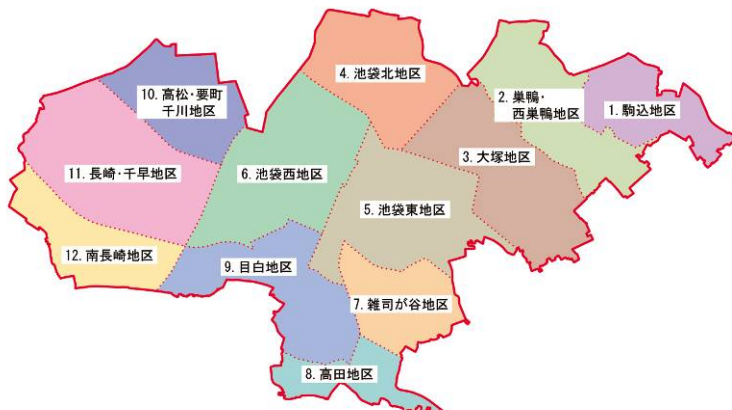 4. 池袋北地区
10. 高松・要町
千川地区
2. 巣鴨・
西巣鴨地区
1. 駒込地区
3. 大塚地区
11. 長崎・千早地区
6. 池袋西地区
5. 池袋東地区
12. 南長崎地区
9. 目白地区
7. 雑司が谷地区
8. 高田地区